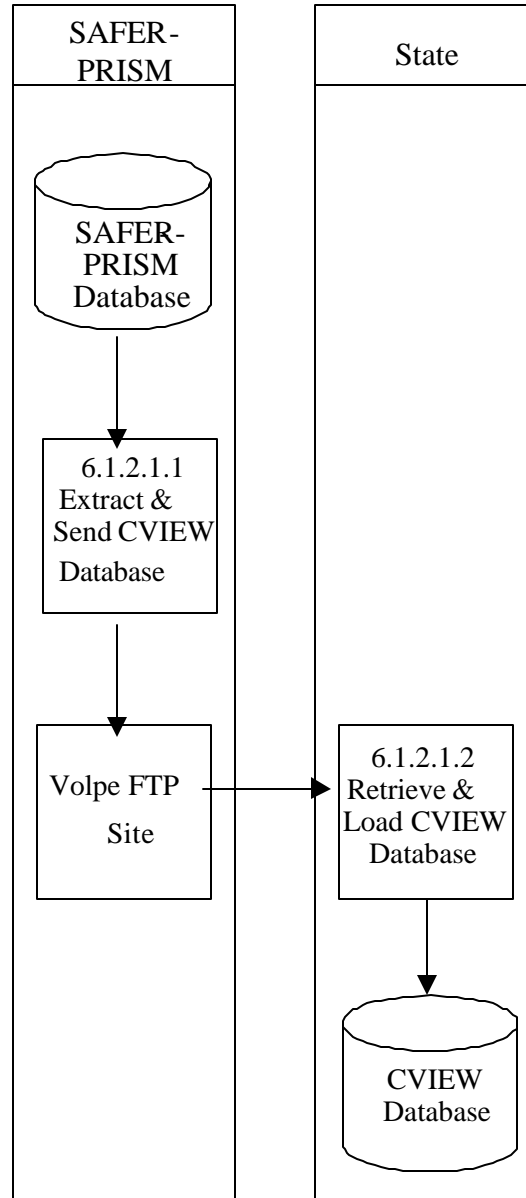 SAFER-
PRISM
State
SAFER-
PRISM
Database
6.1.2.1.1
Extract &
Send CVIEW
Database
Volpe FTP
Site
6.1.2.1.2
Retrieve &
Load CVIEW
Database
CVIEW
Database